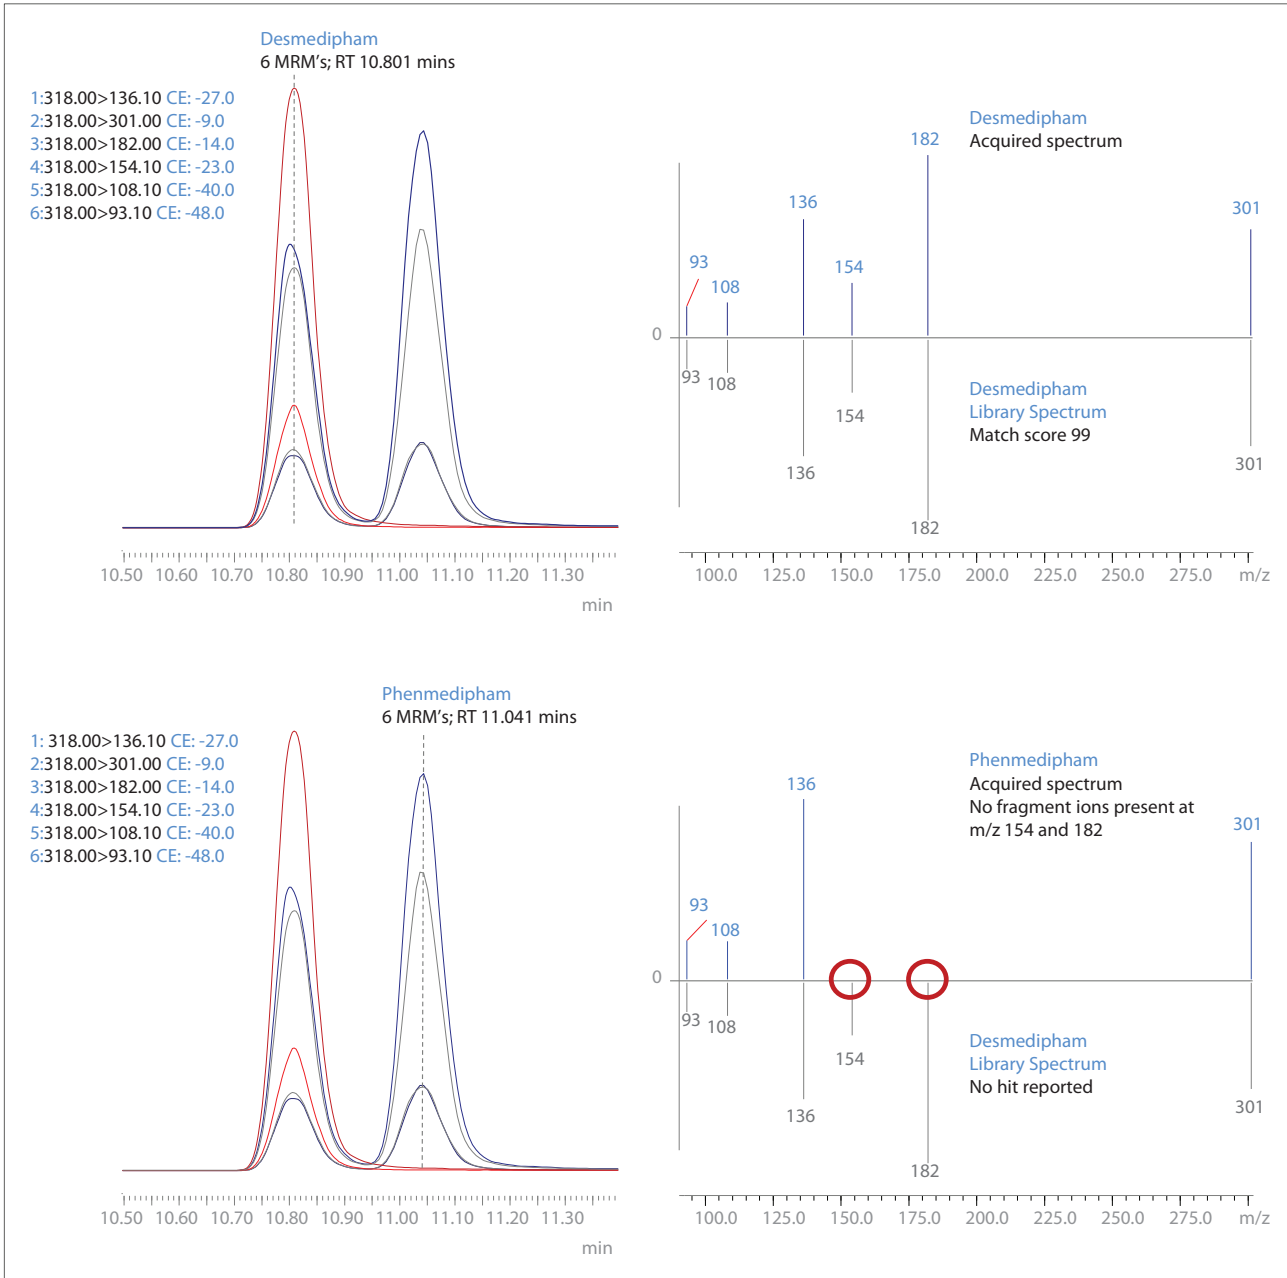 Desmedipham
6 MRM's; RT 10.801 mins
1:318.00>136.10 CE: -27.0
2:318.00>301.00 CE: -9.0
3:318.00>182.00 CE: -14.0
4:318.00>154.10 CE: -23.0
5:318.00>108.10 CE: -40.0
6:318.00>93.10 CE: -48.0
10.50 10.60 10.70 10.80 10.90 11.00 11.10 11.20 11.30
min
Desmedipham
Acquired spectrum
182
136
301
93
108
154
0
93
108
154
136
182
301
Desmedipham
Library Spectrum
Match score 99
100.0 125.0 150.0 175.0 200.0 225.0 250.0 275.0 m/z
Phenmedipham
6 MRM's; RT 11.041 mins
1: 318.00>136.10 CE: -27.0
2:318.00>301.00 CE: -9.0
3:318.00>182.00 CE: -14.0
4:318.00>154.10 CE: -23.0
5:318.00>108.10 CE: -40.0
6:318.00>93.10 CE: -48.0
10.50 10.60 10.70 10.80 10.90 11.00 11.10 11.20 11.30
min
Phenmedipham
Acquired spectrum
No fragment ions present at
m/z 154 and 182
136
301
93
108
0
93
108
154
136
182
301
Desmedipham
Library Spectrum
No hit reported
100.0 125.0 150.0 175.0 200.0 225.0 250.0 275.0 m/z